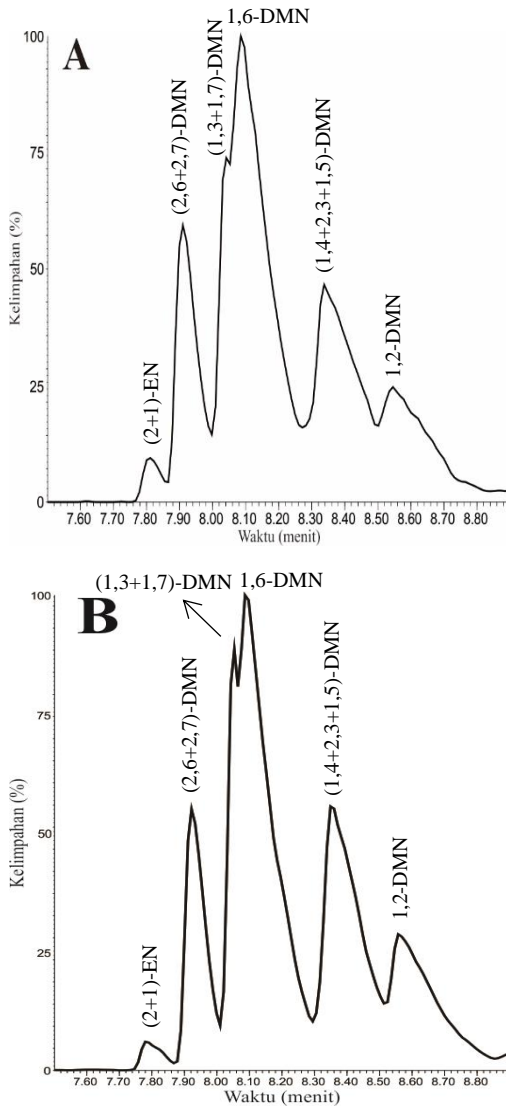 A
1,6-DMN
(1,3+1,7)-DMN
(2,6+2,7)-DMN
(2+1)-EN
(1,4+2,3+1,5)-DMN
1,2-DMN
Kelimpahan (%)
100
75
50
25
0
7.60 7.70 7.80 7.90 8.00 8.10 8.20 8.30 8.40 8.50 8.60 8.70 8.80
Waktu (menit)
B
(1,3+1,7)-DMN 1,6-DMN
(2,6+2,7)-DMN
(2+1)-EN
(1,4+2,3+1,5)-DMN
1,2-DMN
Kelimpahan (%)
100
75
50
25
0
7.60 7.80 7.90 8.00 8.10 8.20 8.30 8.40 8.50 8.60 8.70 8.80
Waktu (menit)